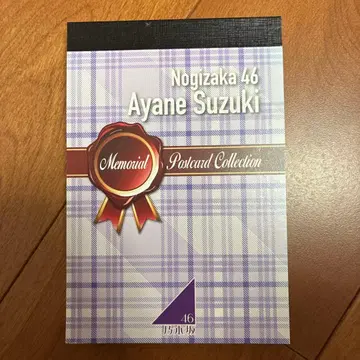 Nogizaka 46
Ayane Suzuki
Memorial Postcard Collection
46
乃木坂